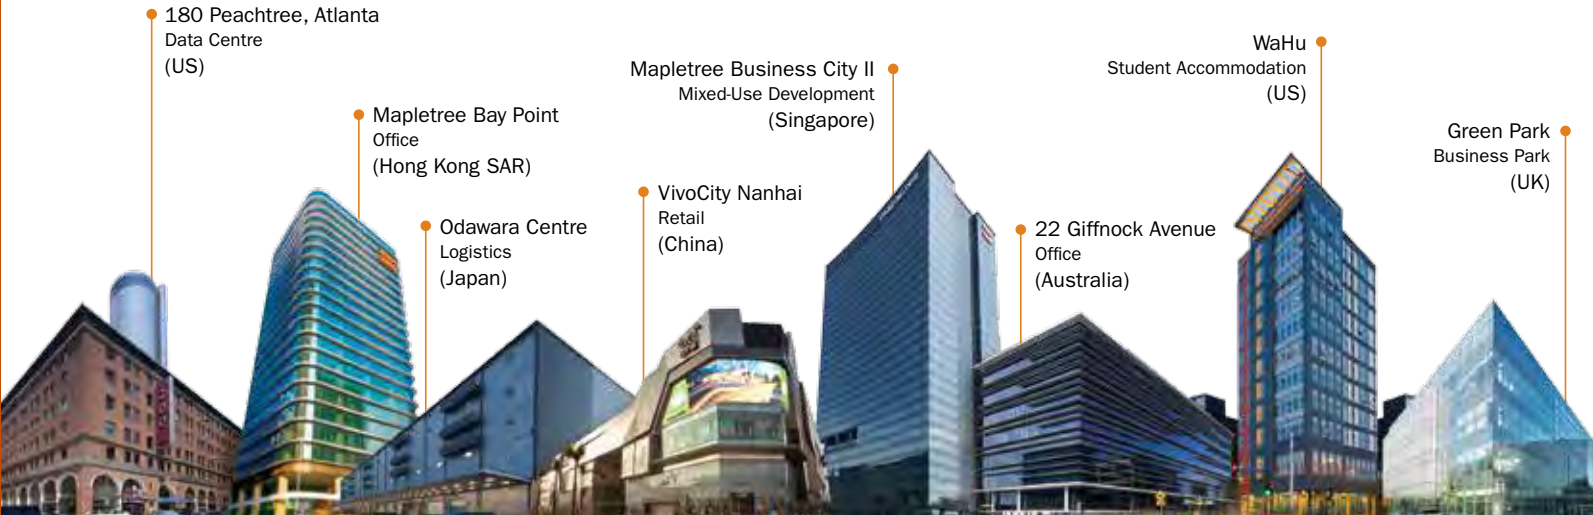 180 Peachtree, Atlanta
Data Centre
(US)
Mapletree Bay Point
Office
(Hong Kong SAR)
Odawara Centre
Logistics
(Japan)
VivoCity Nanhai
Retail
(China)
Mapletree Business City II
Mixed-Use Development
(Singapore)
22 Giffnock Avenue
Office
(Australia)
WaHu
Student Accommodation
(US)
Green Park
Business Park
(UK)